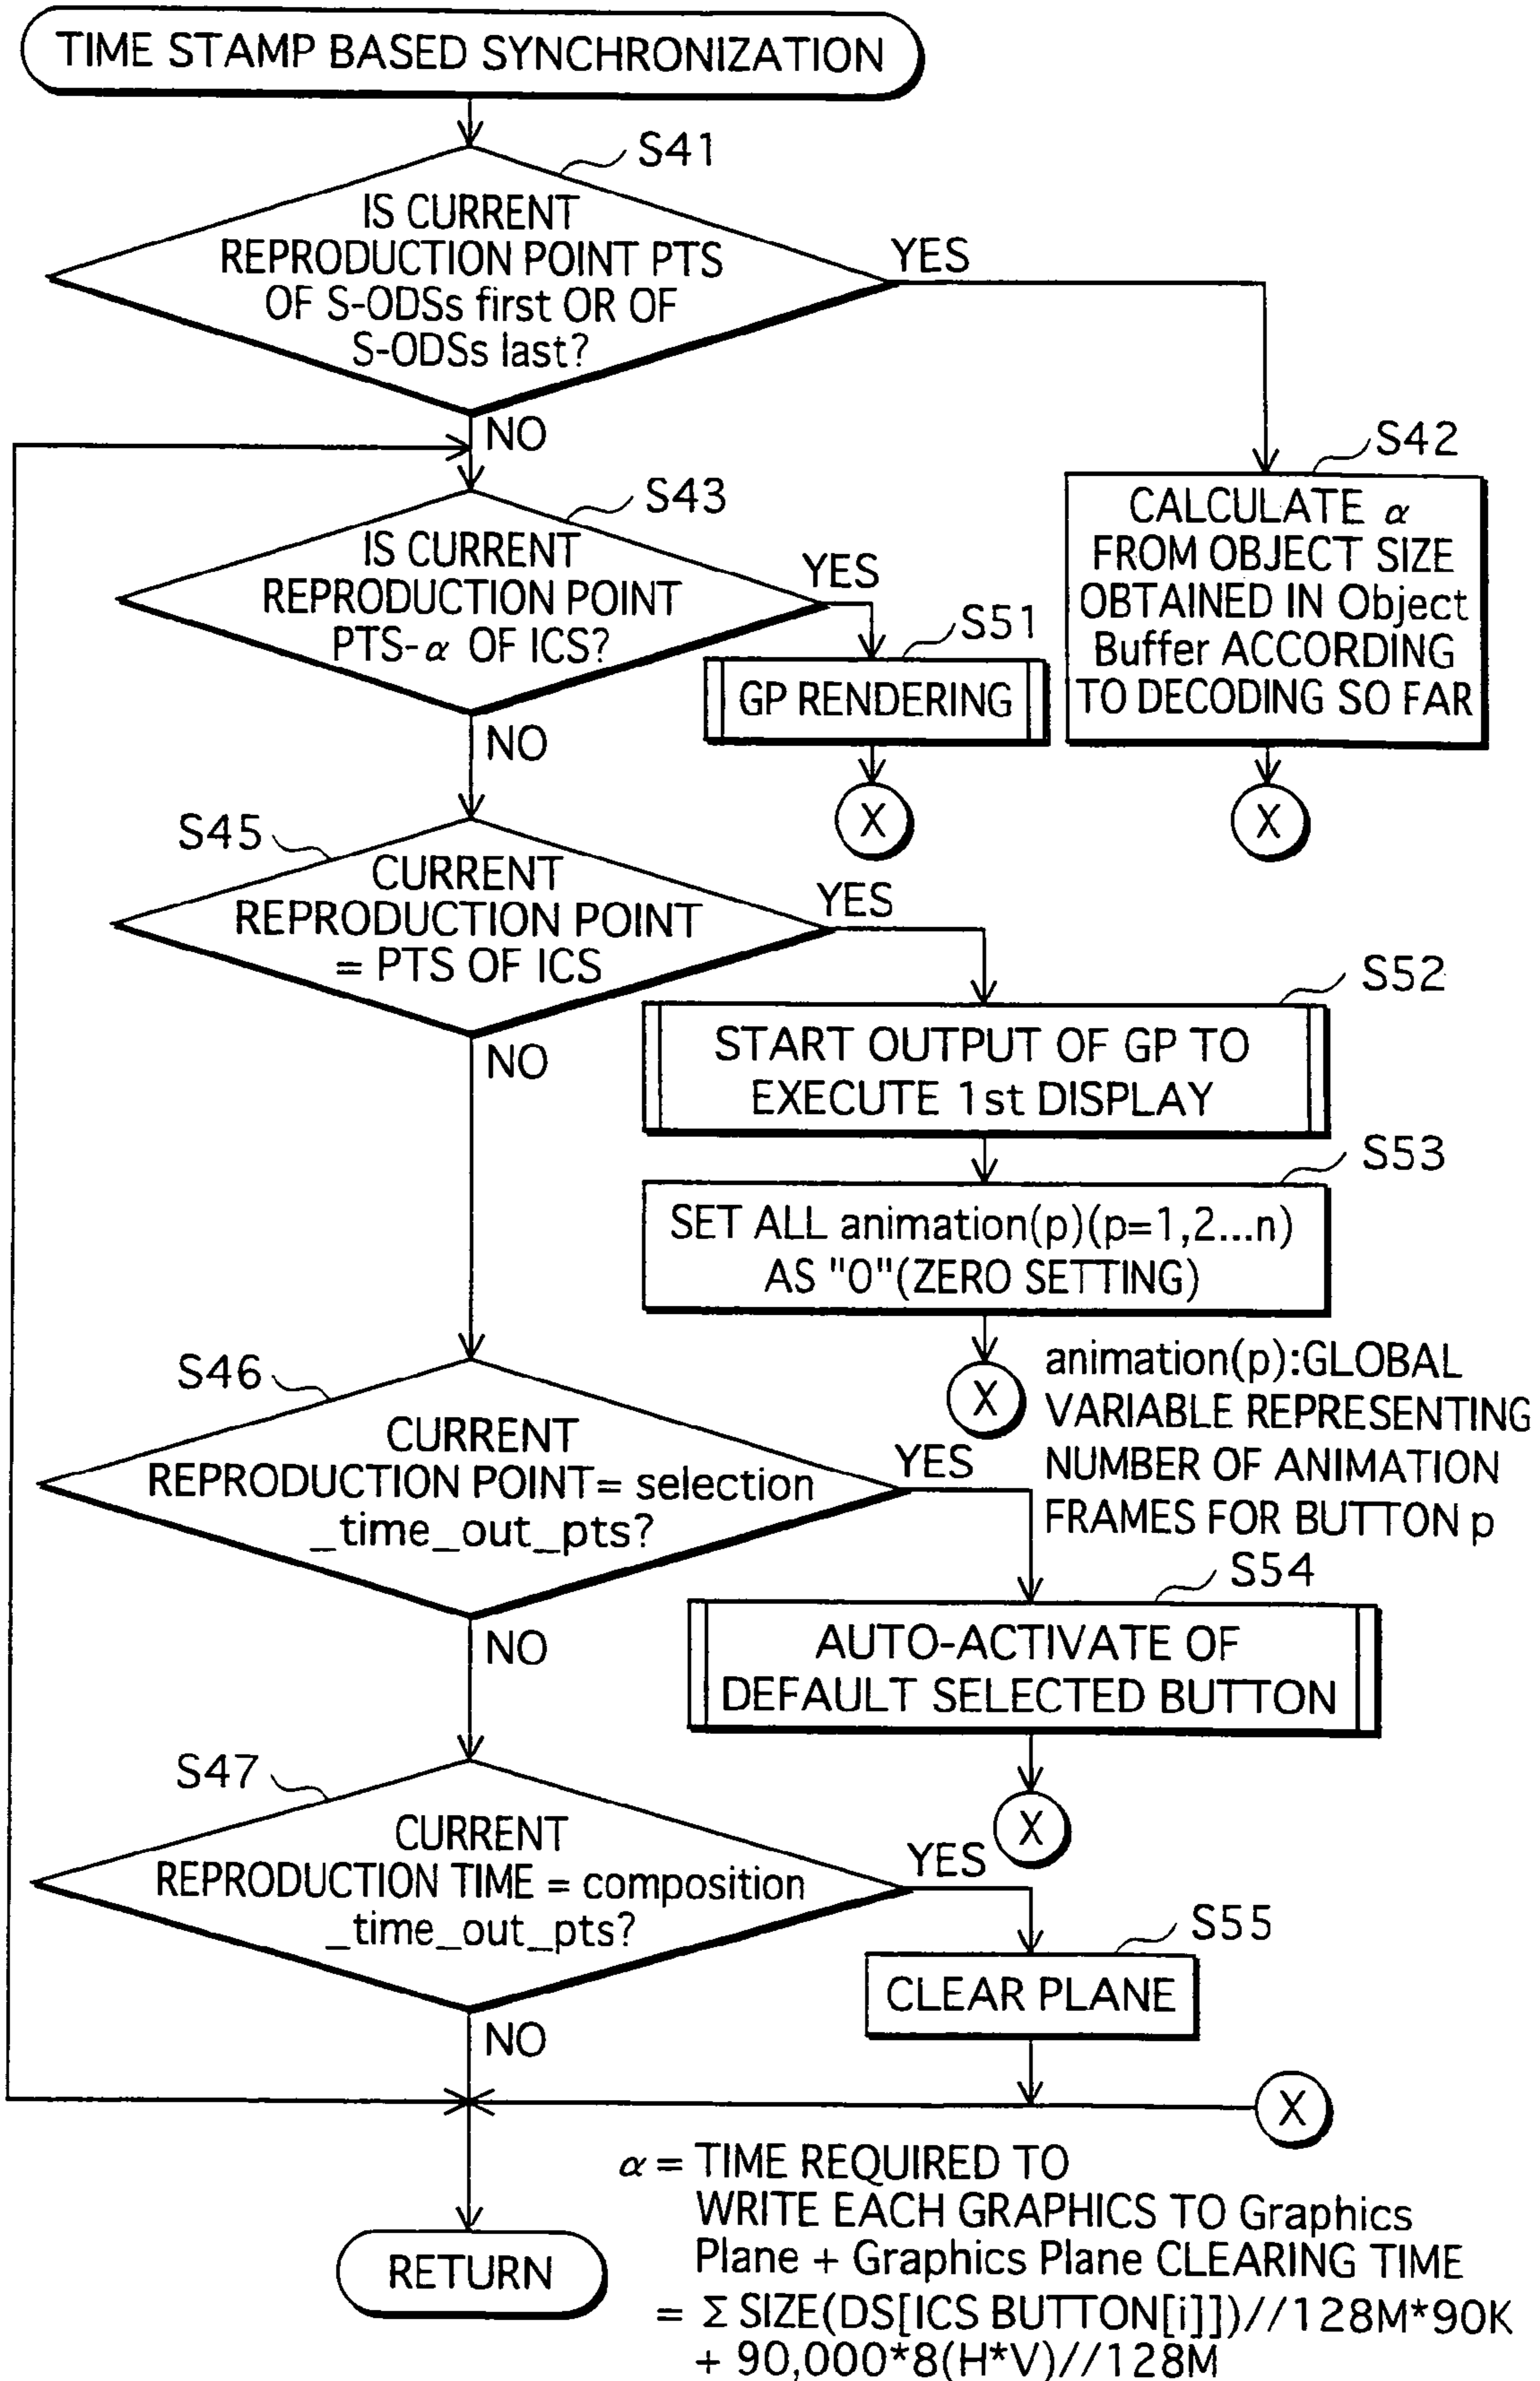 TIME STAMP BASED SYNCHRONIZATION
S41
IS CURRENT
REPRODUCTION POINT PTS
OF S-ODSs first OR OF
S-ODSs last?
YES
NO
S42
CALCULATE α
FROM OBJECT SIZE
OBTAINED IN Object
Buffer ACCORDING
TO DECODING SO FAR
X
S43
IS CURRENT
REPRODUCTION POINT
PTS-α OF ICS?
YES
NO
S51
GP RENDERING
X
S45
CURRENT
REPRODUCTION POINT
= PTS OF ICS
YES
NO
S52
START OUTPUT OF GP TO
EXECUTE 1st DISPLAY
S53
SET ALL animation(p)(p=1,2...n)
AS "0"(ZERO SETTING)
X
animation(p):GLOBAL
VARIABLE REPRESENTING
NUMBER OF ANIMATION
FRAMES FOR BUTTON p
S46
CURRENT
REPRODUCTION POINT= selection
_time_out_pts?
YES
NO
S54
AUTO-ACTIVATE OF
DEFAULT SELECTED BUTTON
X
S47
CURRENT
REPRODUCTION TIME = composition
_time_out_pts?
YES
NO
S55
CLEAR PLANE
X
RETURN
α = TIME REQUIRED TO
WRITE EACH GRAPHICS TO Graphics
Plane + Graphics Plane CLEARING TIME
= Σ SIZE(DS[ICS BUTTON[i]])//128M*90K
+ 90,000*8(H*V)//128M